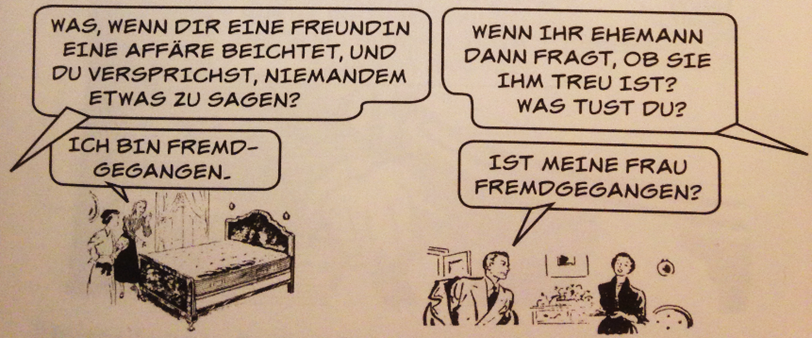 WAS, WENN DIR EINE FREUNDIN
EINE AFFÄRE BEICHTET, UND
DU VERSPRICHST, NIEMANDEM
ETWAS ZU SAGEN?
ICH BIN FREMD-
GEGANGEN.
WENN IHR EHEMANN
DANN FRAGT, OB SIE
IHM TREU IST?
WAS TUST DU?
IST MEINE FRAU
FREMDGEGANGEN?